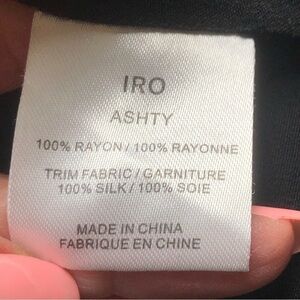 IRO
ASHTY
100% RAYON / 100% RAYONNE
TRIM FABRIC / GARNITURE
100% SILK / 100% SOIE
MADE IN CHINA
FABRIQUE EN CHINE